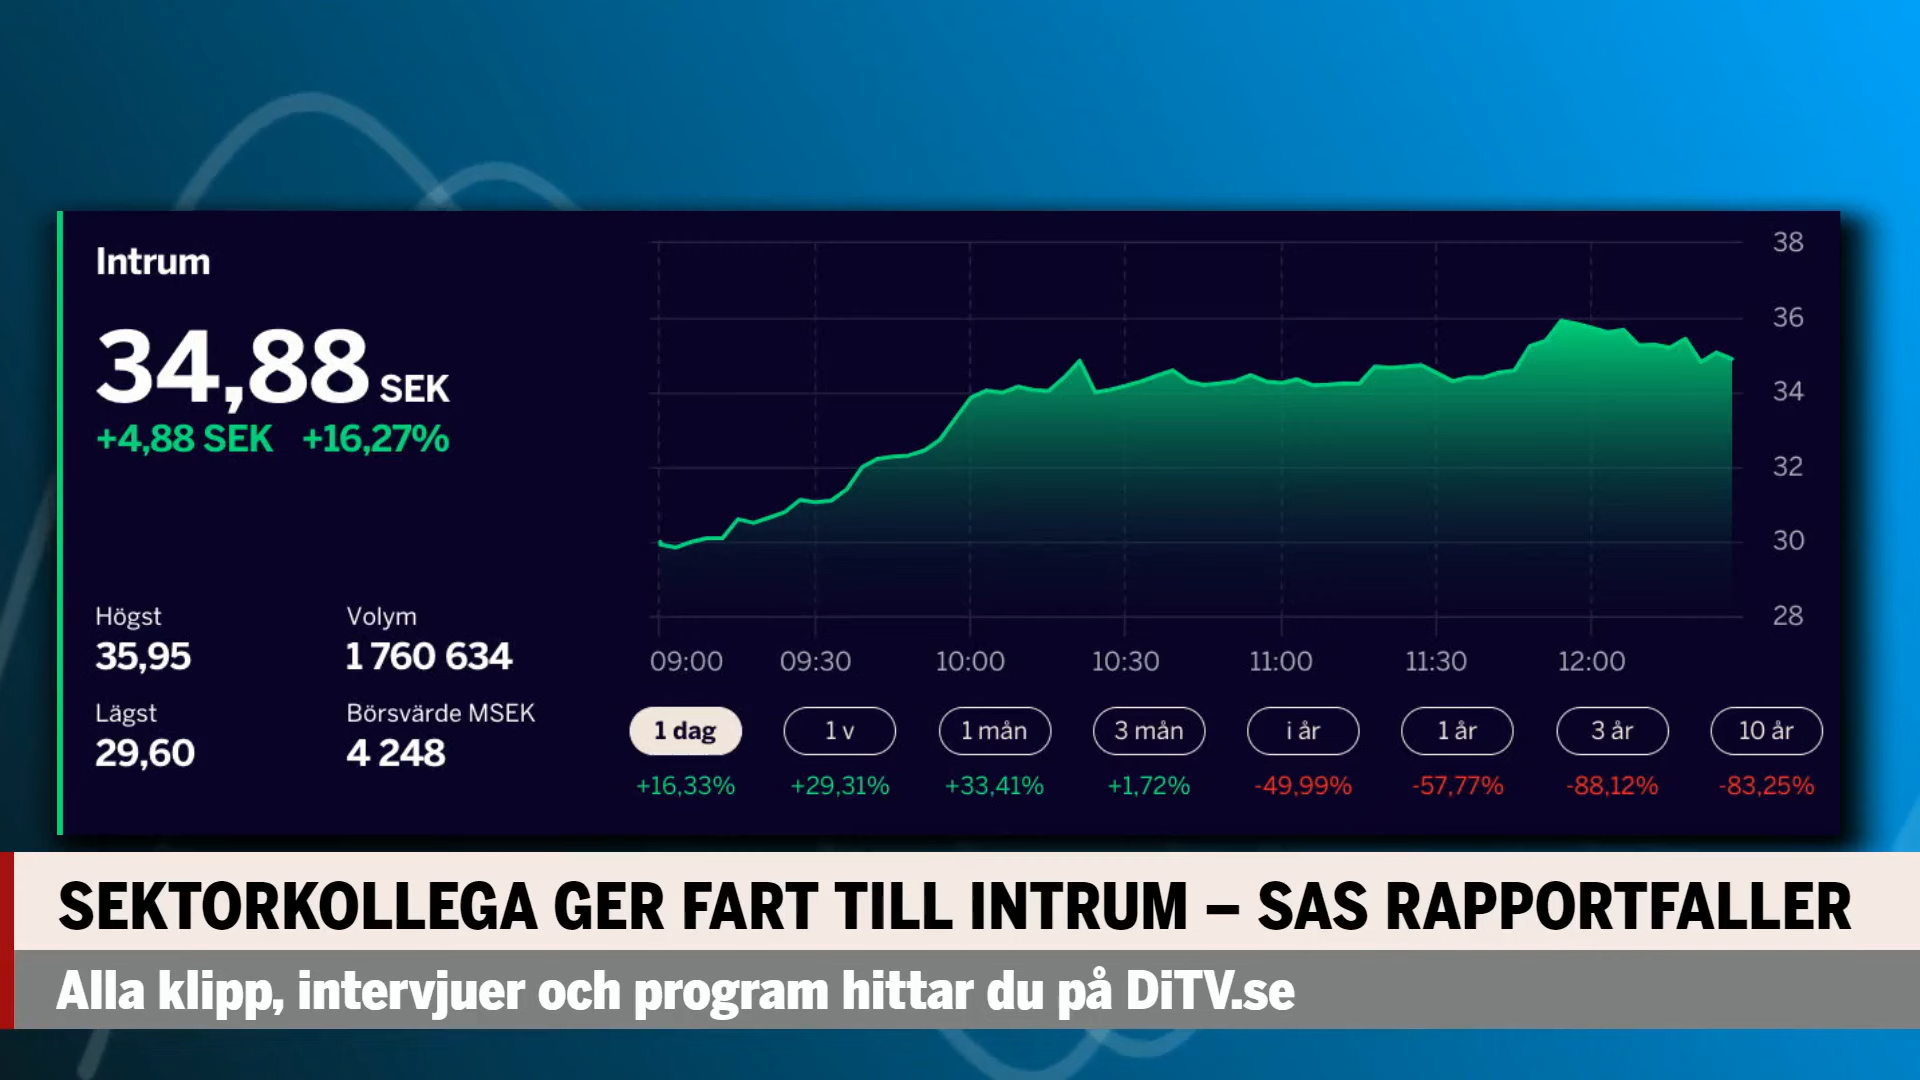 Intrum
34,88 SEK
+4,88 SEK +16,27%
Högst
35,95
Volym
1 760 634
Lägst
29,60
Börsvärde MSEK
4 248
38
36
34
32
30
28
09:00 09:30 10:00 10:30 11:00 11:30 12:00
1 dag 1 v 1 mån 3 mån i år 1 år 3 år 10 år
+16,33% +29,31% +33,41% +1,72% -49,99% -57,77% -88,12% -83,25%
SEKTORKOLLEGA GER FART TILL INTRUM – SAS RAPPORTFALLER
Alla klipp, intervjuer och program hittar du på DiTV.se